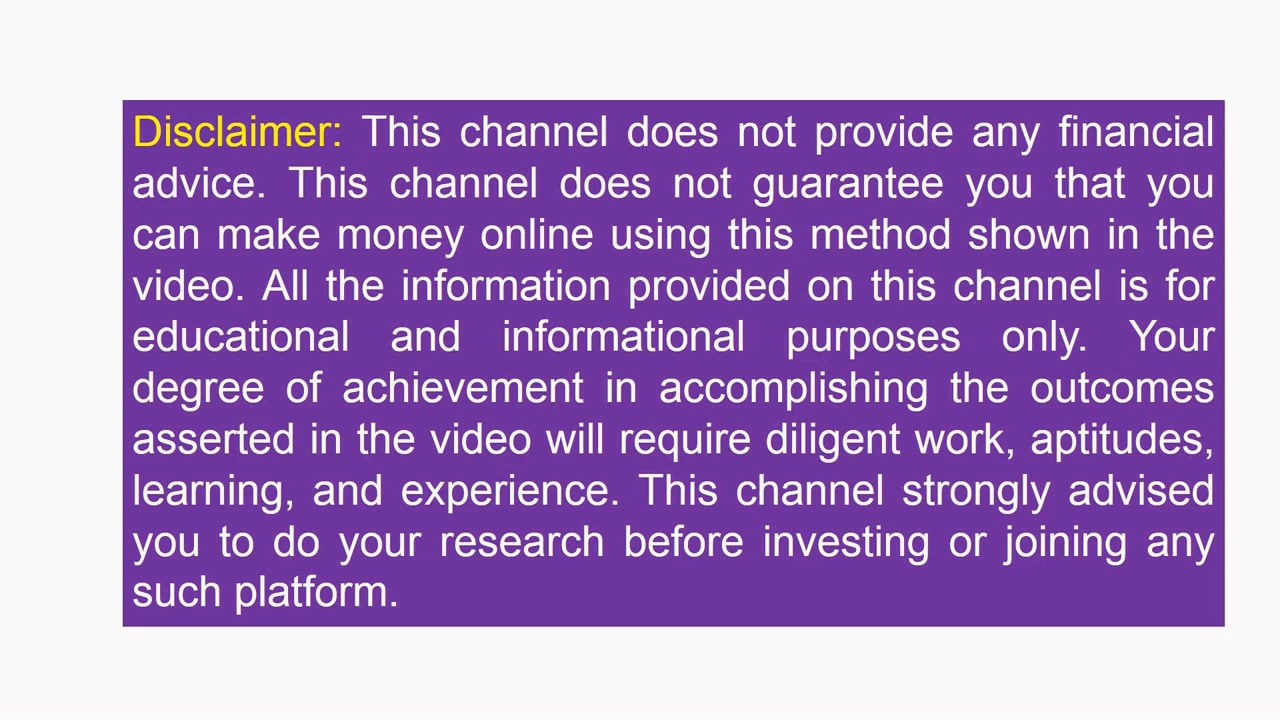 Disclaimer: This channel does not provide any financial
advice. This channel does not guarantee you that you
can make money online using this method shown in the
video. All the information provided on this channel is for
educational and informational purposes only. Your
degree of achievement in accomplishing the outcomes
asserted in the video will require diligent work, aptitudes,
learning, and experience. This channel strongly advised
you to do your research before investing or joining any
such platform.